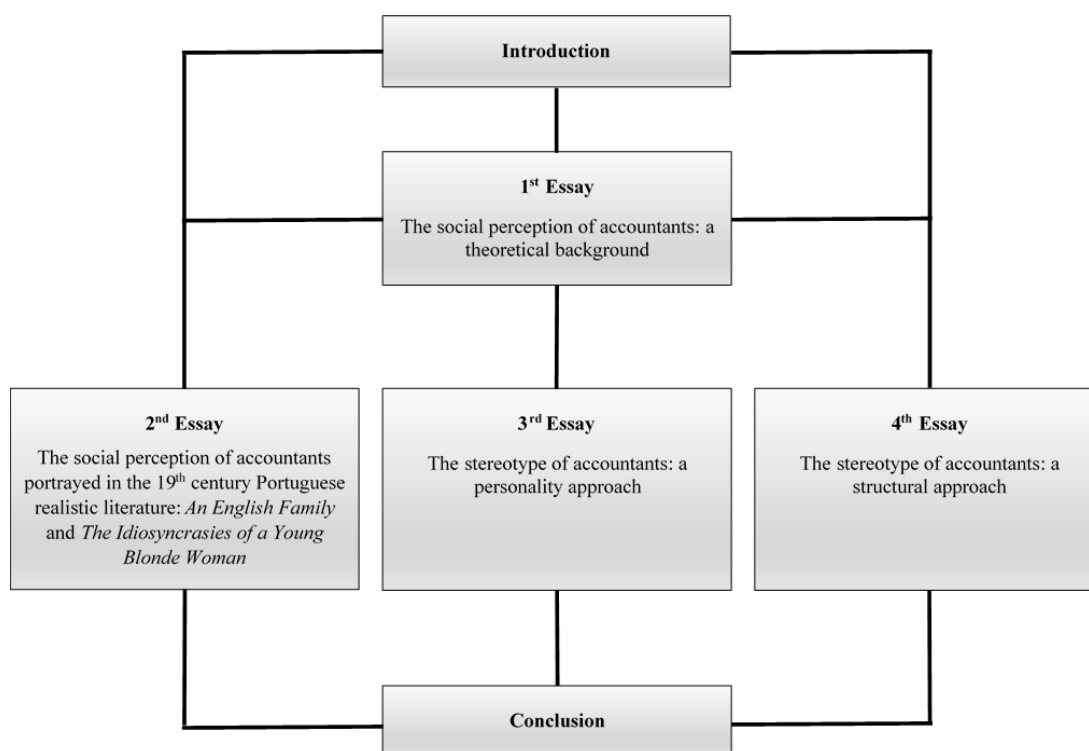 Introduction
1st Essay
The social perception of accountants: a
theoretical background
2nd Essay
The social perception of accountants
portrayed in the 19th century Portuguese
realistic literature: An English Family
and The Idiosyncrasies of a Young
Blonde Woman
3rd Essay
The stereotype of accountants: a
personality approach
4th Essay
The stereotype of accountants: a
structural approach
Conclusion